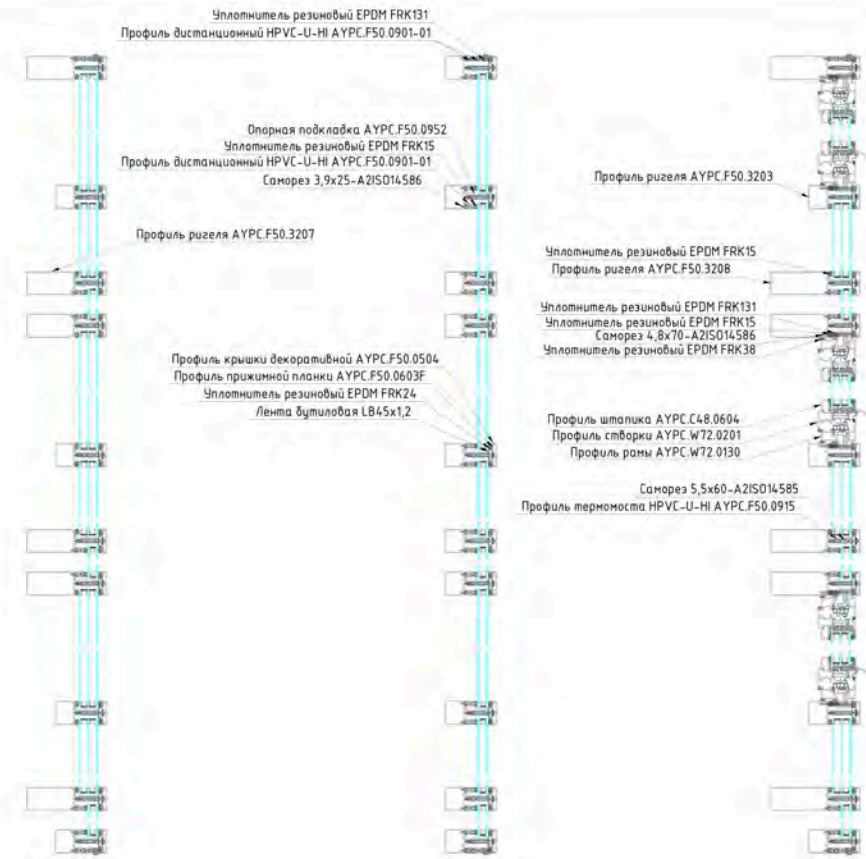 Уплотнитель резиновый EPDM FRK131
Профиль дистанционный HPVC-U-HI AYPC.F50.0901-01
Опорная подкладка AYPC.F50.0952
Уплотнитель резиновый EPDM FRK15
Профиль дистанционный HPVC-U-HI AYPC.F50.0901-01
Саморез 3,9x25-A2ISO14586
Профиль ригеля AYPC.F50.3203
Профиль ригеля AYPC.F50.3207
Уплотнитель резиновый EPDM FRK15
Профиль ригеля AYPC.F50.3208
Уплотнитель резиновый EPDM FRK131
Уплотнитель резиновый EPDM FRK15
Саморез 4,8x70-A2ISO14586
Уплотнитель резиновый EPDM FRK38
Профиль крышки декоративной AYPC.F50.0504
Профиль прижимной планки AYPC.F50.0603F
Уплотнитель резиновый EPDM FRK24
Лента бутиловая LB45x1,2
Профиль штапика AYPC.C48.0604
Профиль створки AYPC.W72.0201
Профиль рамы AYPC.W72.0130
Саморез 5,5x60-A2ISO14585
Профиль термомоста HPVC-U-HI AYPC.F50.0915